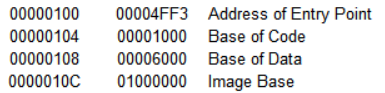 00000100 00004FF3 Address of Entry Point
00000104 00001000 Base of Code
00000108 00006000 Base of Data
0000010C 01000000 Image Base